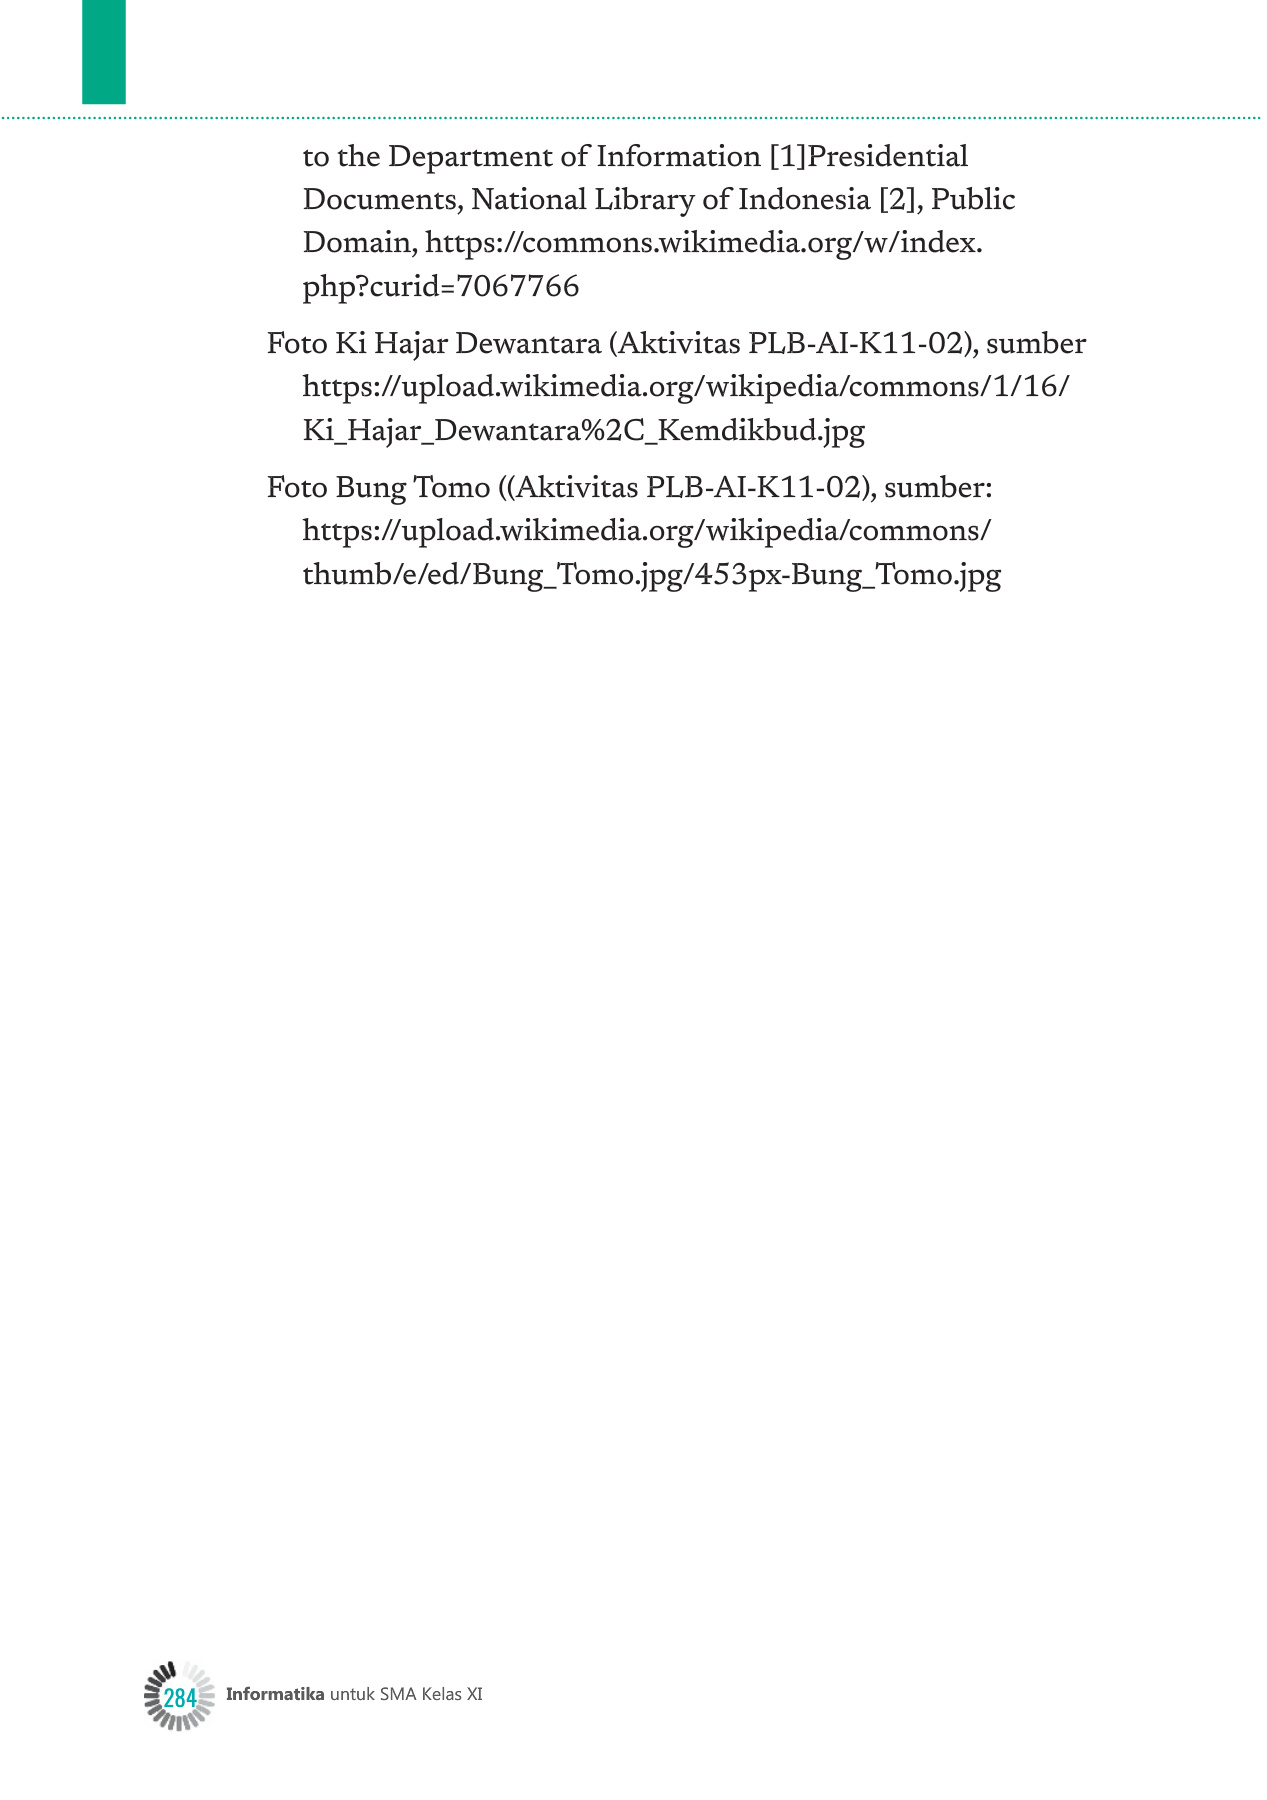 to the Department of Information [1]Presidential
Documents, National Library of Indonesia [2], Public
Domain, https://commons.wikimedia.org/w/index.
php?curid=7067766
Foto Ki Hajar Dewantara (Aktivitas PLB-AI-K11-02), sumber
https://upload.wikimedia.org/wikipedia/commons/1/16/
Ki_Hajar_Dewantara%2C_Kemdikbud.jpg
Foto Bung Tomo ((Aktivitas PLB-AI-K11-02), sumber:
https://upload.wikimedia.org/wikipedia/commons/
thumb/e/ed/Bung_Tomo.jpg/453px-Bung_Tomo.jpg
284 Informatika untuk SMA Kelas XI